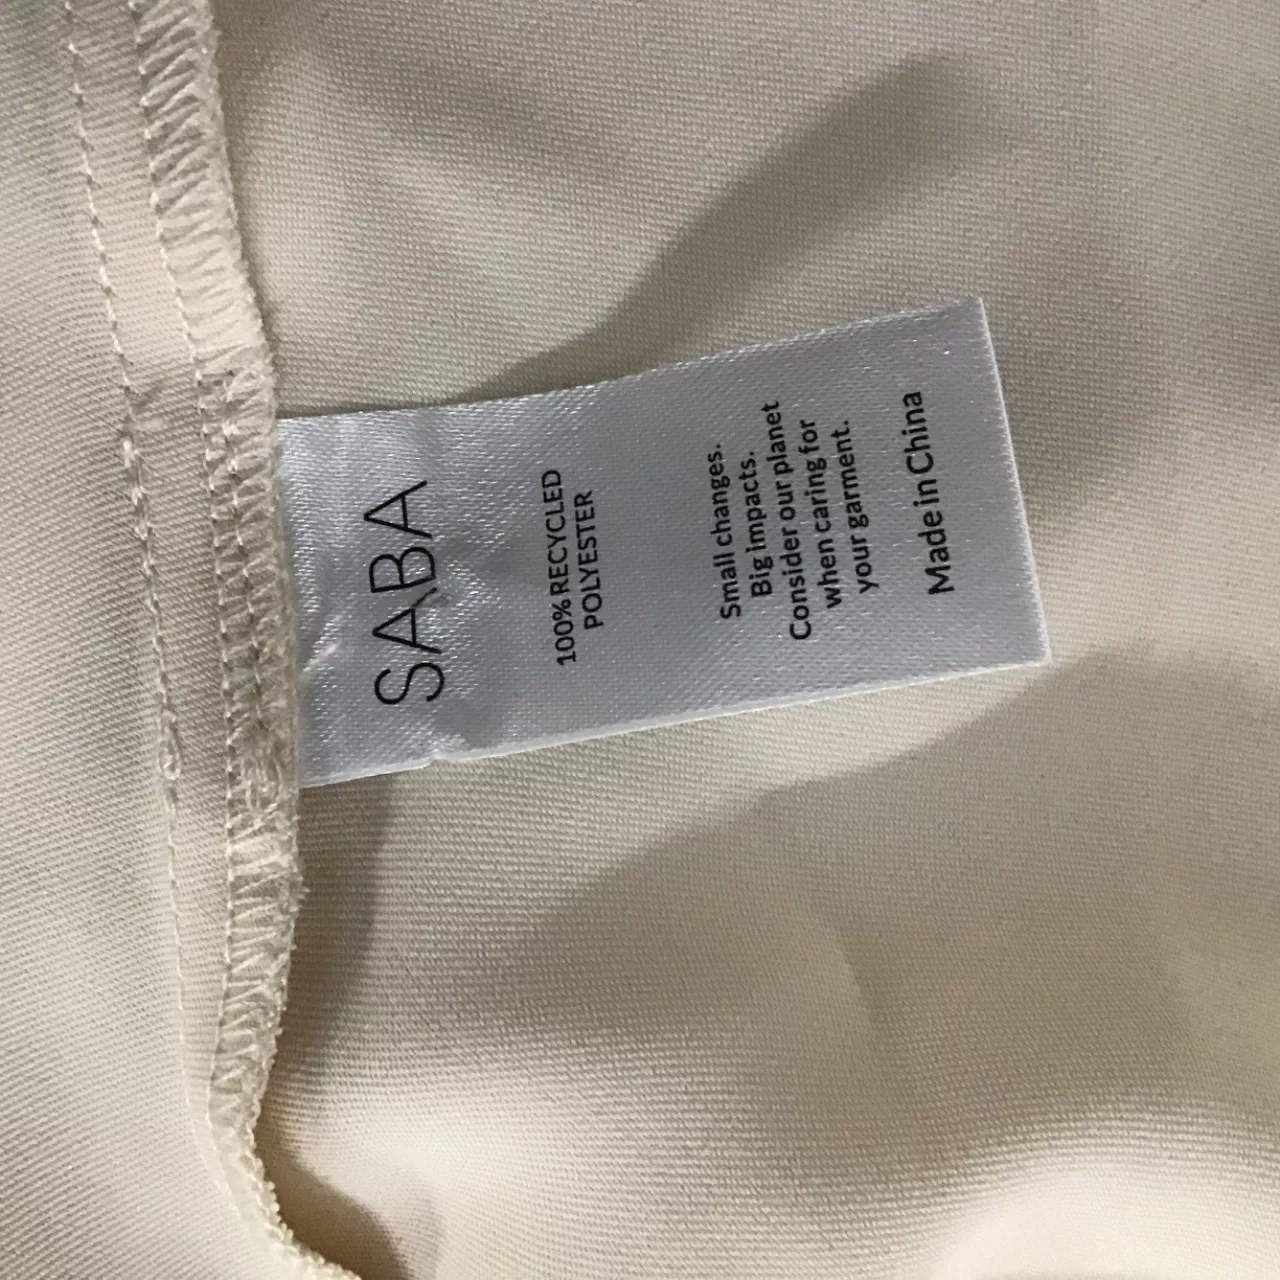 SABA
100% RECYCLED
POLYESTER
Small changes.
Big impacts.
Consider our planet
when caring for
your garment.
Made in China